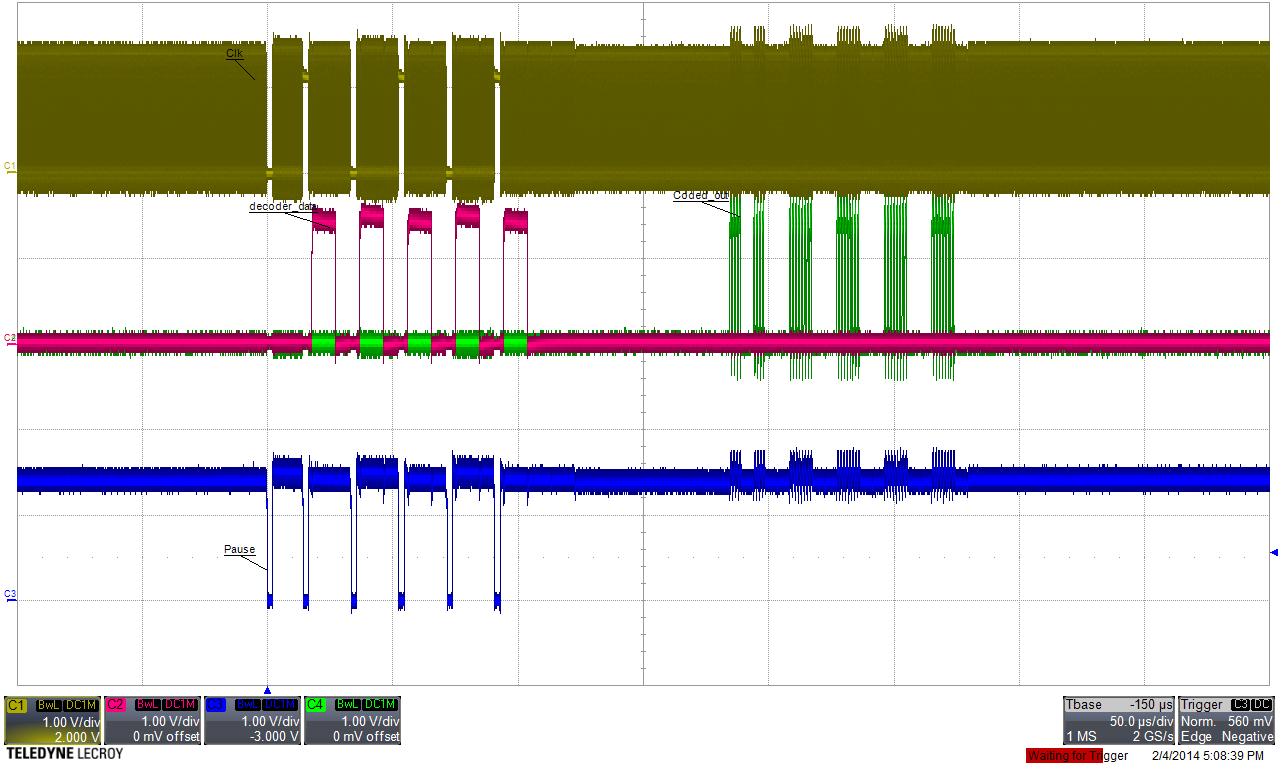 Clk
C1
decoder_data
Coded_out
C2
Pause
C3
C1 BwL DC1M
1.00 V/div
2.000 V
C2 BwL DC1M
1.00 V/div
0 mV offset
C3 BwL DC1M
1.00 V/div
-3.000 V
C4 BwL DC1M
1.00 V/div
0 mV offset
Tbase -150 µs
50.0 µs/div
1 MS 2 GS/s
Trigger C3 DC
Norm. 560 mV
Edge Negative
TELEDYNE LECROY
Waiting for Trigger
2/4/2014 5:08:39 PM